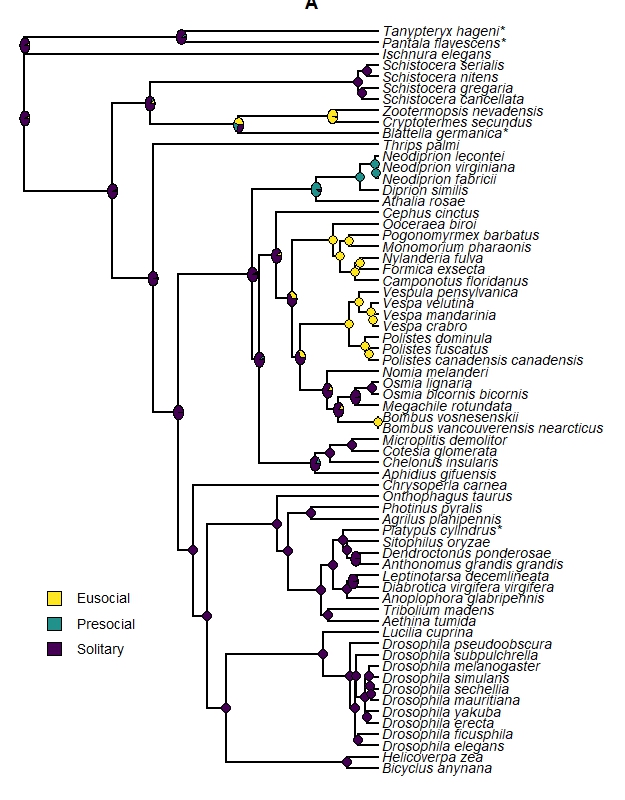 A
Tanypteryx hageni*
Pantala flavescens*
Ischnura elegans
Schistocera serialis
Schistocera nitens
Schistocera gregaria
Schistocera cancellata
Zootermopsis nevadensis
Cryptotermes secundus
Blattella germanica*
Thrips palmi
Neodiprion lecontei
Neodiprion virginiana
Neodiprion fabricii
Diprion similis
Athalia rosae
Cephus cinctus
Ooceraea biroi
Pogonomyrmex barbatus
Monomorium pharaonis
Nylanderia fulva
Formica exsecta
Camponotus floridanus
Vespula pensylvanica
Vespa velutina
Vespa mandarinia
Vespa crabro
Polistes dominula
Polistes fuscatus
Polistes canadensis canadensis
Nomia melanderi
Osmia lignaria
Osmia bicornis bicornis
Megachile rotundata
Bombus vosnesenskii
Bombus vancouverensis nearcticus
Microplitis demolitor
Cotesia glomerata
Chelonus insularis
Aphidius gifuensis
Chrysoperla carnea
Onthophagus taurus
Photinus pyralis
Agrilus planipennis
Platypus cylindrus*
Sitophilus oryzae
Dendroctonus ponderosae
Anthonomus grandis grandis
Leptinotarsa decemlineata
Diabrotica virgifera virgifera
Anoplophora glabripennis
Tribolium madens
Aethina tumida
Lucilia cuprina
Drosophila pseudoobscura
Drosophila subpulchrella
Drosophila melanogaster
Drosophila simulans
Drosophila sechellia
Drosophila mauritiana
Drosophila yakuba
Drosophila erecta
Drosophila ficusphila
Drosophila elegans
Helicoverpa zea
Bicyclus anynana
Eusocial
Presocial
Solitary